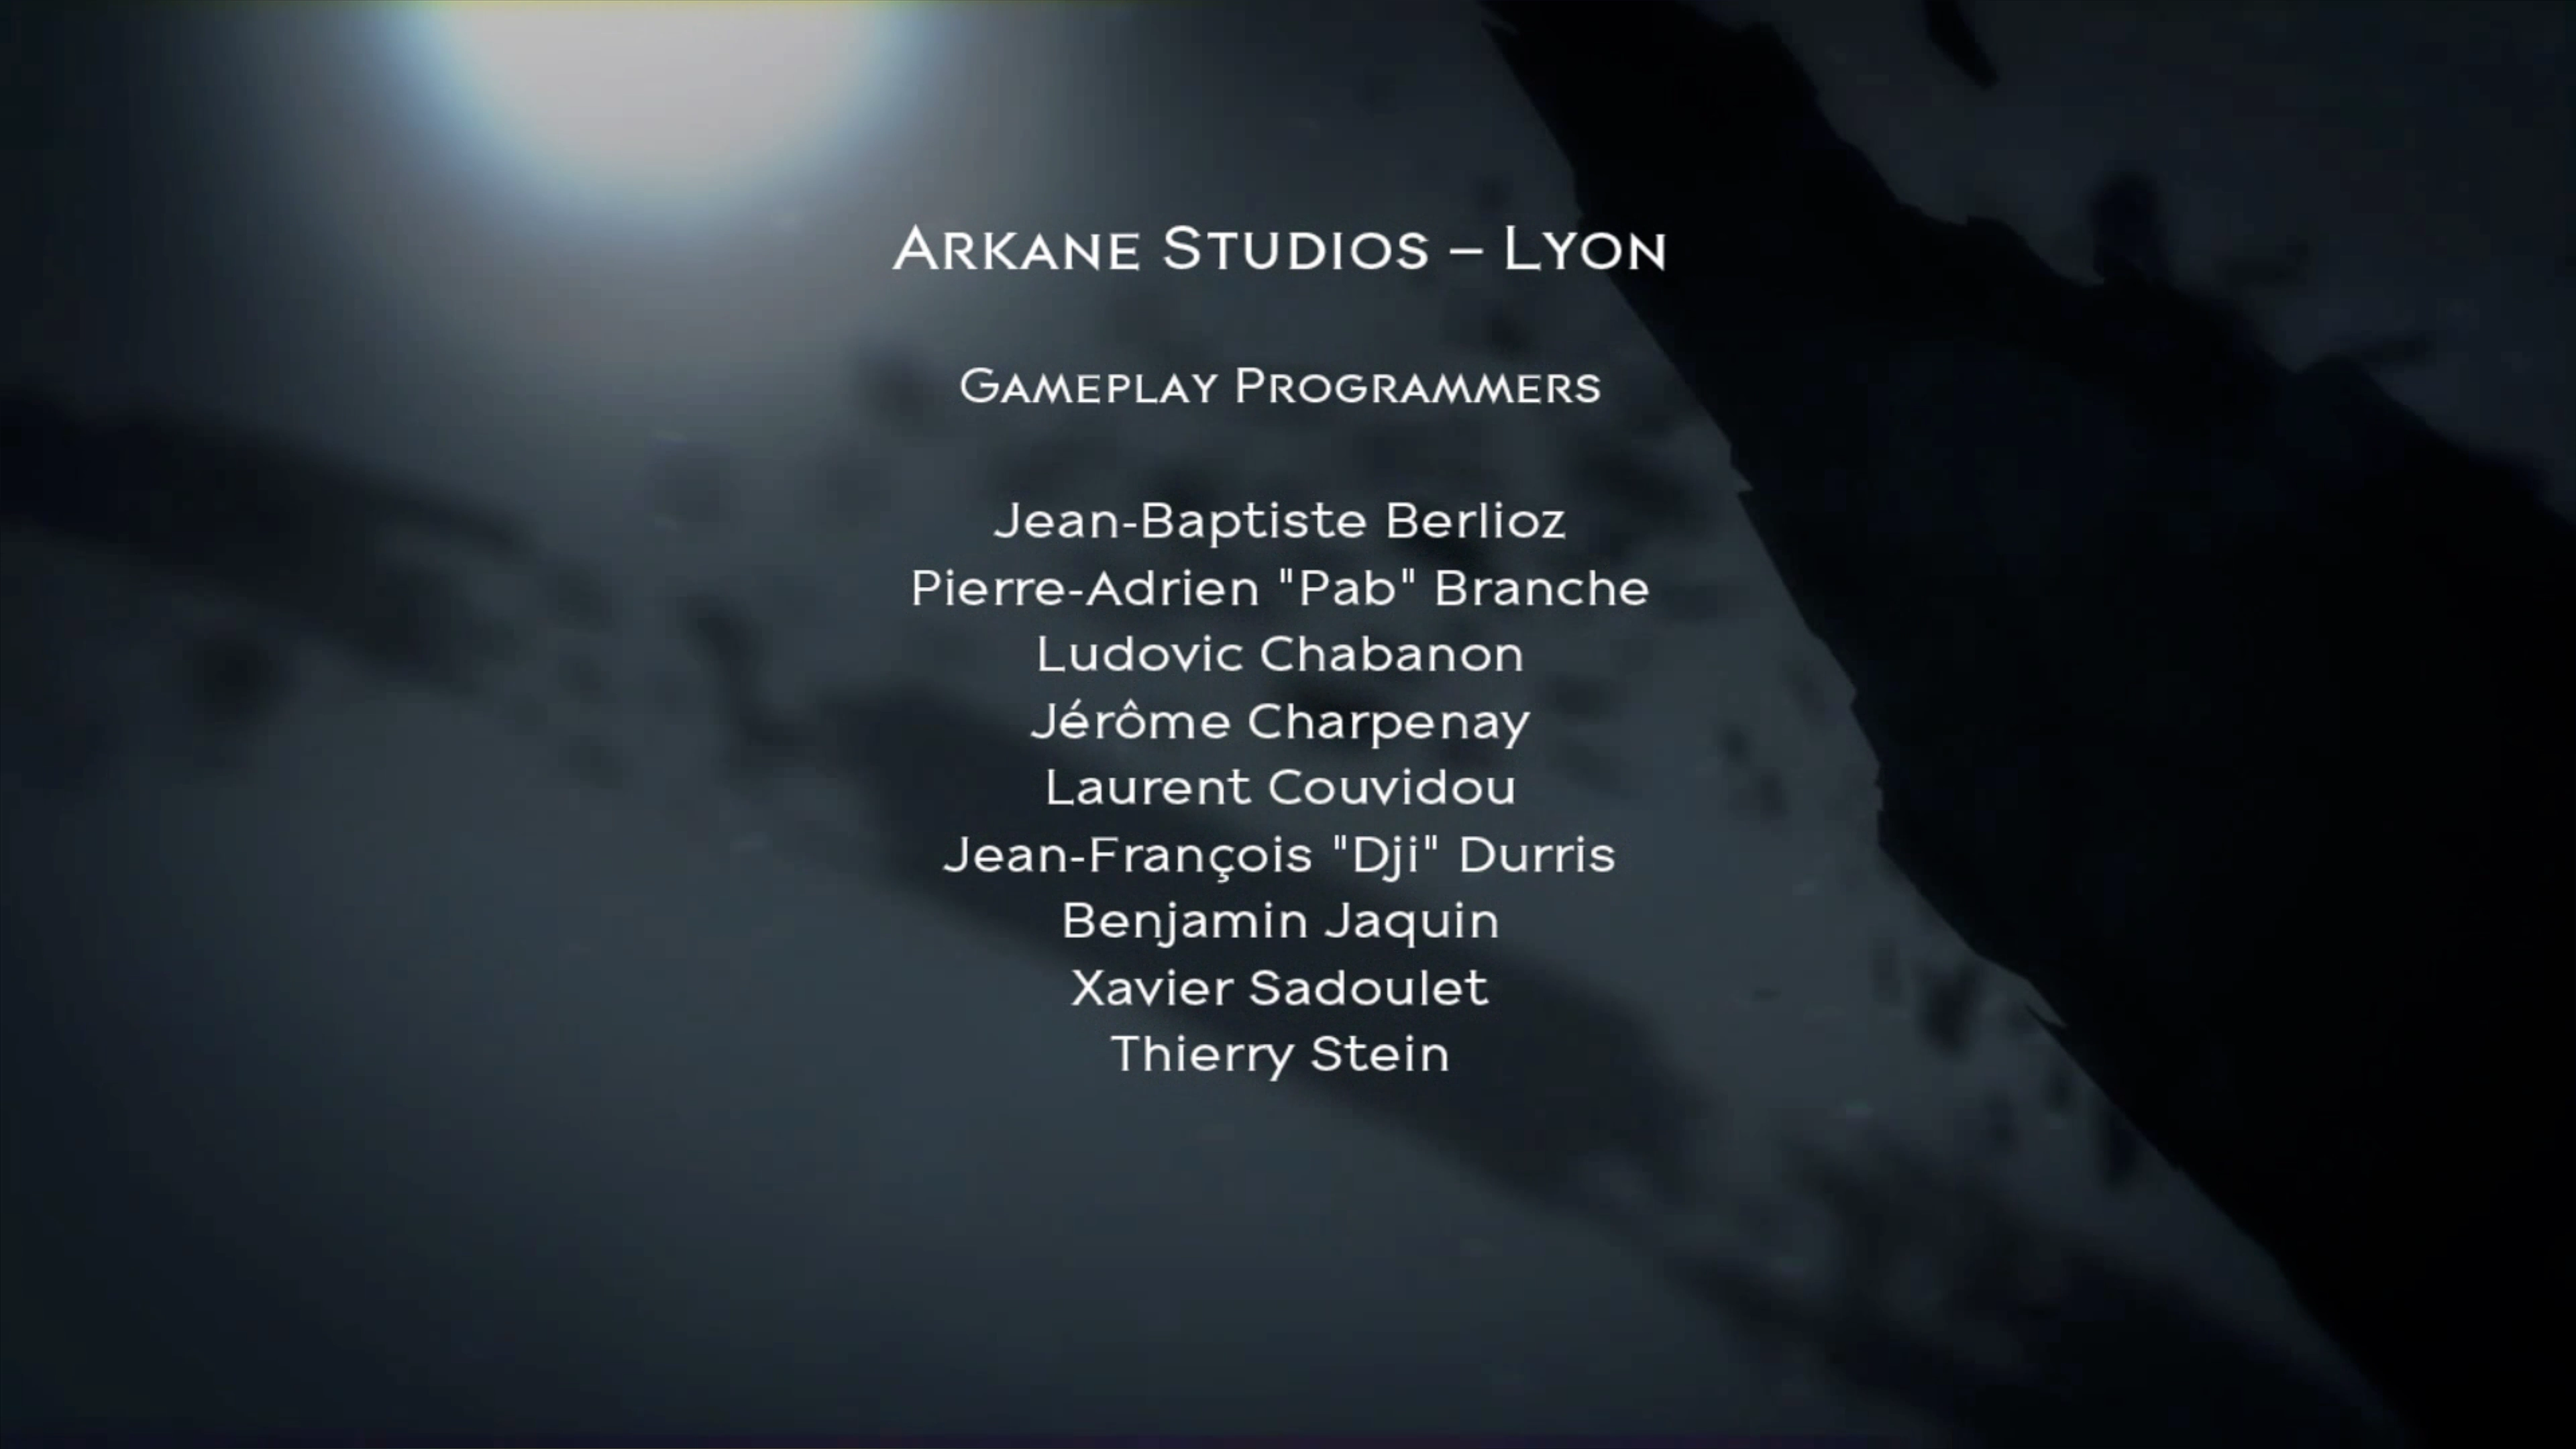 Arkane Studios – Lyon
Gameplay Programmers
Jean-Baptiste Berlioz
Pierre-Adrien "Pab" Branche
Ludovic Chabanon
Jérôme Charpenay
Laurent Couvidou
Jean-François "Dji" Durris
Benjamin Jaquin
Xavier Sadoulet
Thierry Stein